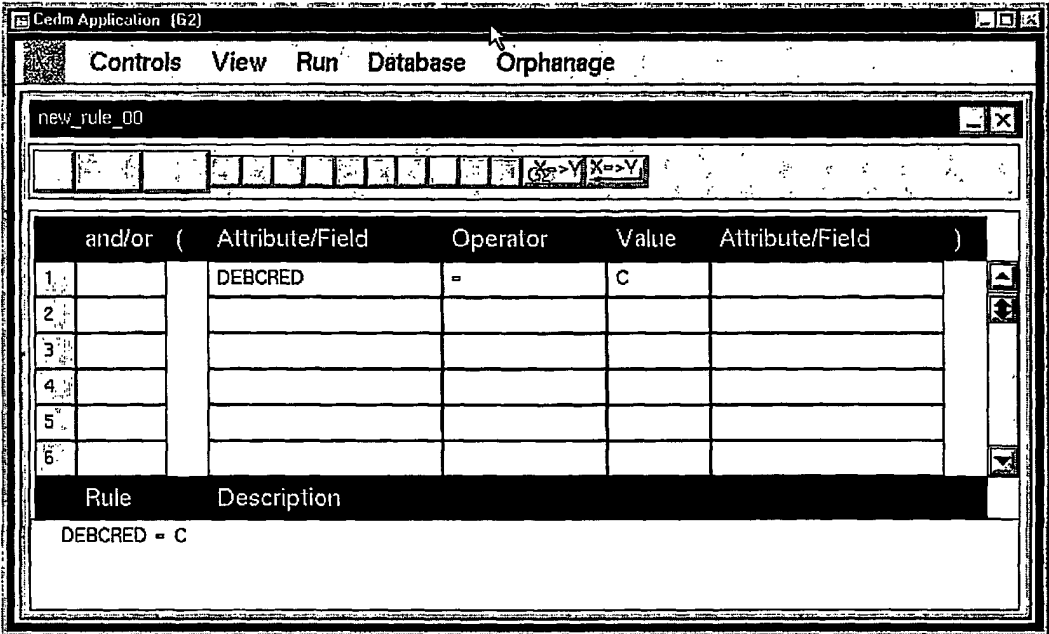 Cedm Application (G2)
Controls View Run Database Orphanage
new_rule_00
X=>Y X=>Y
and/or ( Attribute/Field Operator Value Attribute/Field )
1 DEBCRED = C
2
3
4
5
6
Rule Description
DEBCRED = C